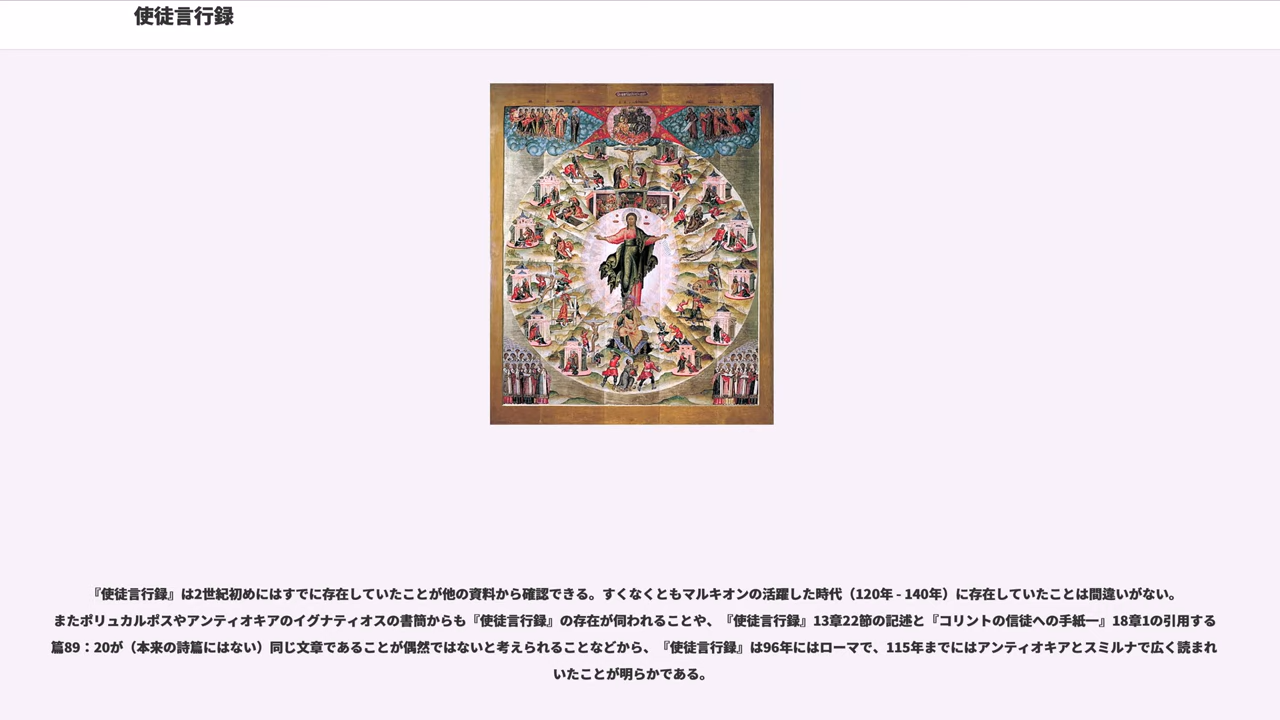 使徒言行録
『使徒言行録』は2世紀初めにはすでに存在していたことが他の資料から確認できる。すくなくともマルキオンの活躍した時代（120年 - 140年）に存在していたことは間違いがない。
またポリュカルポスやアンティオキアのイグナティオスの書簡からも『使徒言行録』の存在が伺われることや、『使徒言行録』13章22節の記述と『コリントの信徒への手紙一』18章1の引用する
篇89：20が（本来の詩篇にはない）同じ文章であることが偶然ではないと考えられることなどから、『使徒言行録』は96年にはローマで、115年までにはアンティオキアとスミルナで広く読まれ
いたことが明らかである。